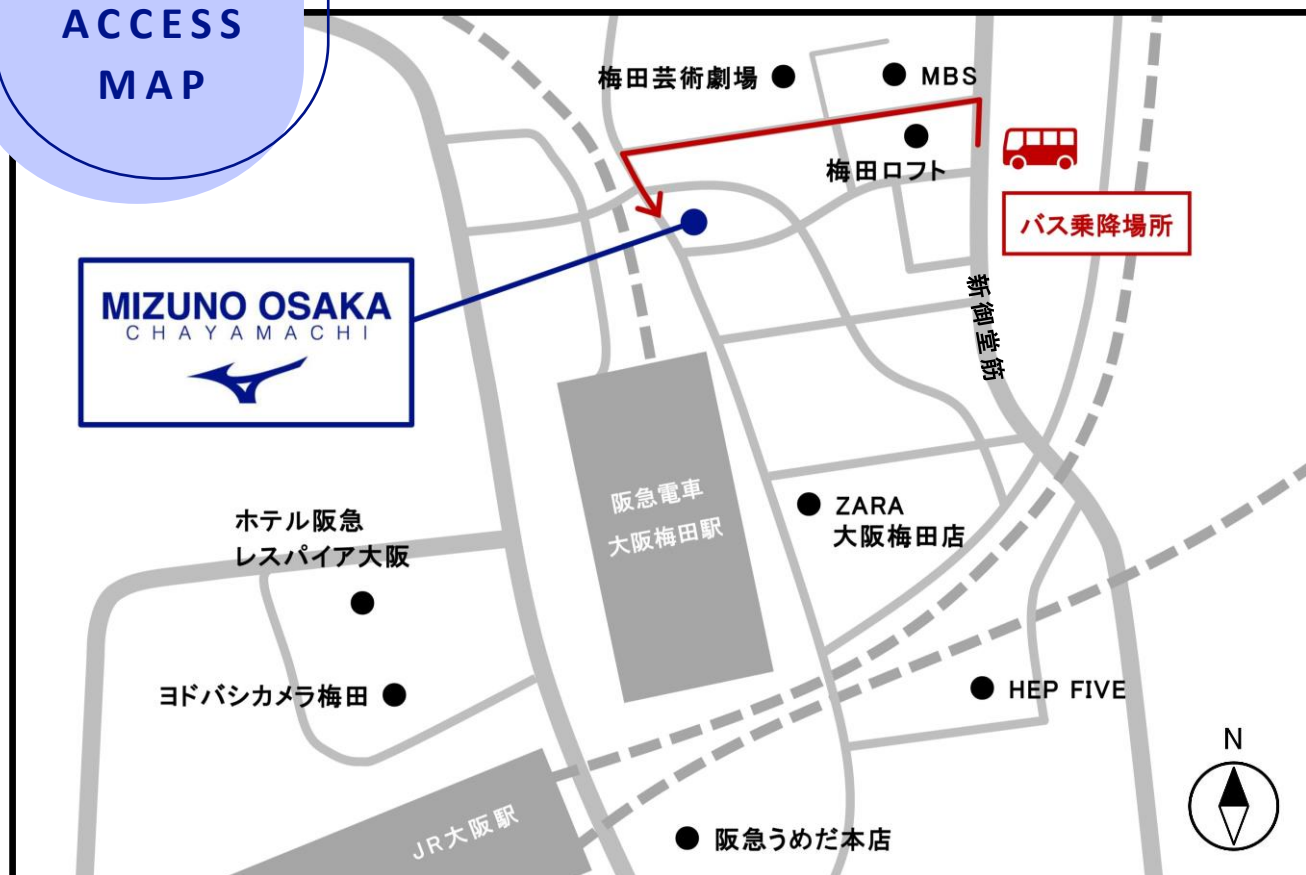 ACCESS
MAP
梅田芸術劇場
MBS
梅田ロフト
バス乗降場所
MIZUNO OSAKA
CHAYAMACHI
新御堂筋
阪急電車
大阪梅田駅
ZARA
大阪梅田店
ホテル阪急
レスパイア大阪
ヨドバシカメラ梅田
HEP FIVE
N
JR大阪駅
阪急うめだ本店